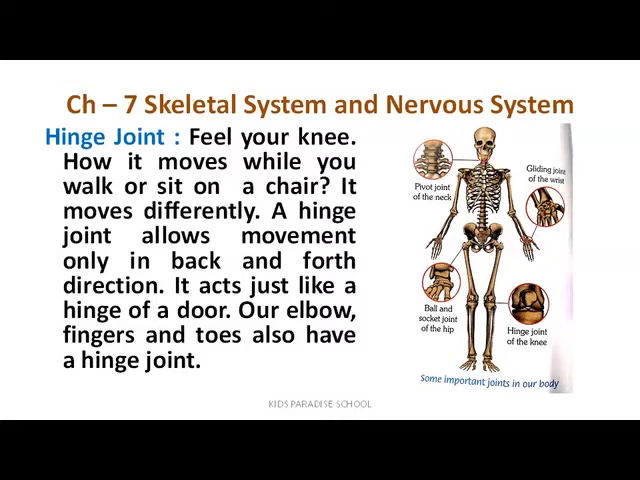 Ch – 7 Skeletal System and Nervous System
Hinge Joint : Feel your knee.
How it moves while you
walk or sit on a chair? It
moves differently. A hinge
joint allows movement
only in back and forth
direction. It acts just like a
hinge of a door. Our elbow,
fingers and toes also have
a hinge joint.
Pivot joint
of the neck
Gliding joint
of the wrist
Ball and
socket joint
of the hip
Hinge joint
of the knee
Some important joints in our body
KIDS PARADISE SCHOOL